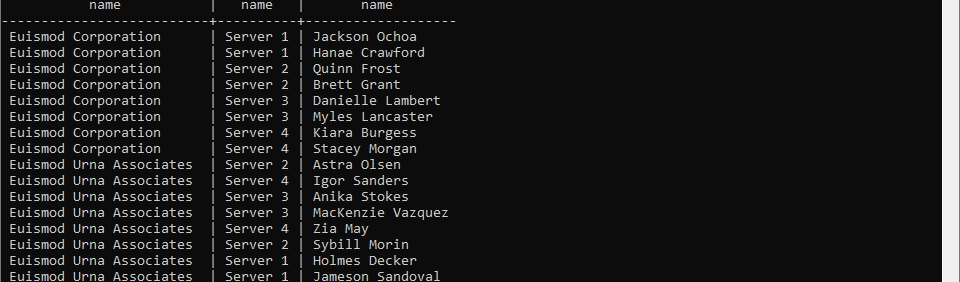 name | name | name
--------------------------+----------+-------------------
Euismod Corporation | Server 1 | Jackson Ochoa
Euismod Corporation | Server 1 | Hanae Crawford
Euismod Corporation | Server 2 | Quinn Frost
Euismod Corporation | Server 2 | Brett Grant
Euismod Corporation | Server 3 | Danielle Lambert
Euismod Corporation | Server 3 | Myles Lancaster
Euismod Corporation | Server 4 | Kiara Burgess
Euismod Corporation | Server 4 | Stacey Morgan
Euismod Urna Associates | Server 2 | Astra Olsen
Euismod Urna Associates | Server 4 | Igor Sanders
Euismod Urna Associates | Server 3 | Anika Stokes
Euismod Urna Associates | Server 3 | MacKenzie Vazquez
Euismod Urna Associates | Server 4 | Zia May
Euismod Urna Associates | Server 2 | Sybill Morin
Euismod Urna Associates | Server 1 | Holmes Decker
Euismod Urna Associates | Server 1 | Jameson Sandoval